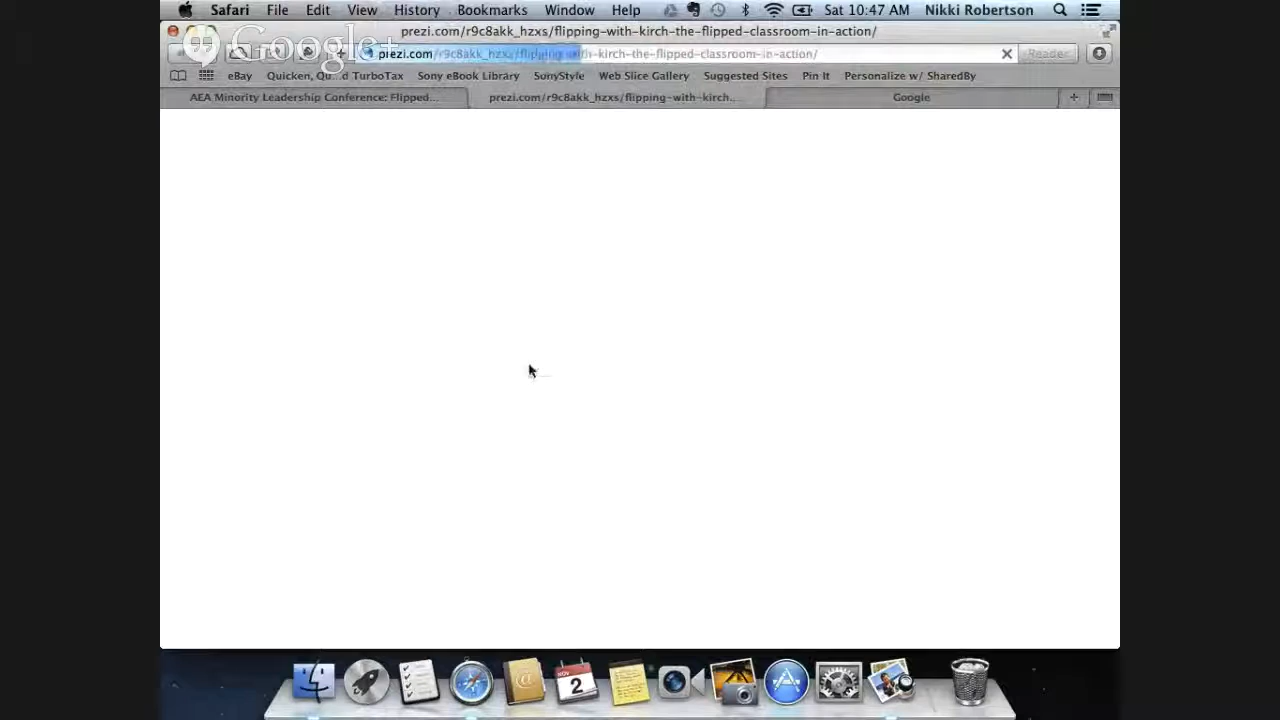 Safari File Edit View History Bookmarks Window Help Sat 10:47 AM Nikki Robertson
prezi.com/r9c8akk_hzxs/flipping-with-kirch-the-flipped-classroom-in-action/
Google+
prezi.com/r9c8akk_hzxs/flipping-with-kirch-the-flipped-classroom-in-action/ Reader
eBay Quicken, Qu...d TurboTax Sony eBook Library SonyStyle Web Slice Gallery Suggested Sites Pin It Personalize w/ SharedBy
AEA Minority Leadership Conference: Flipped... prezi.com/r9c8akk_hzxs/flipping-with-kirch... Google
NOV
2